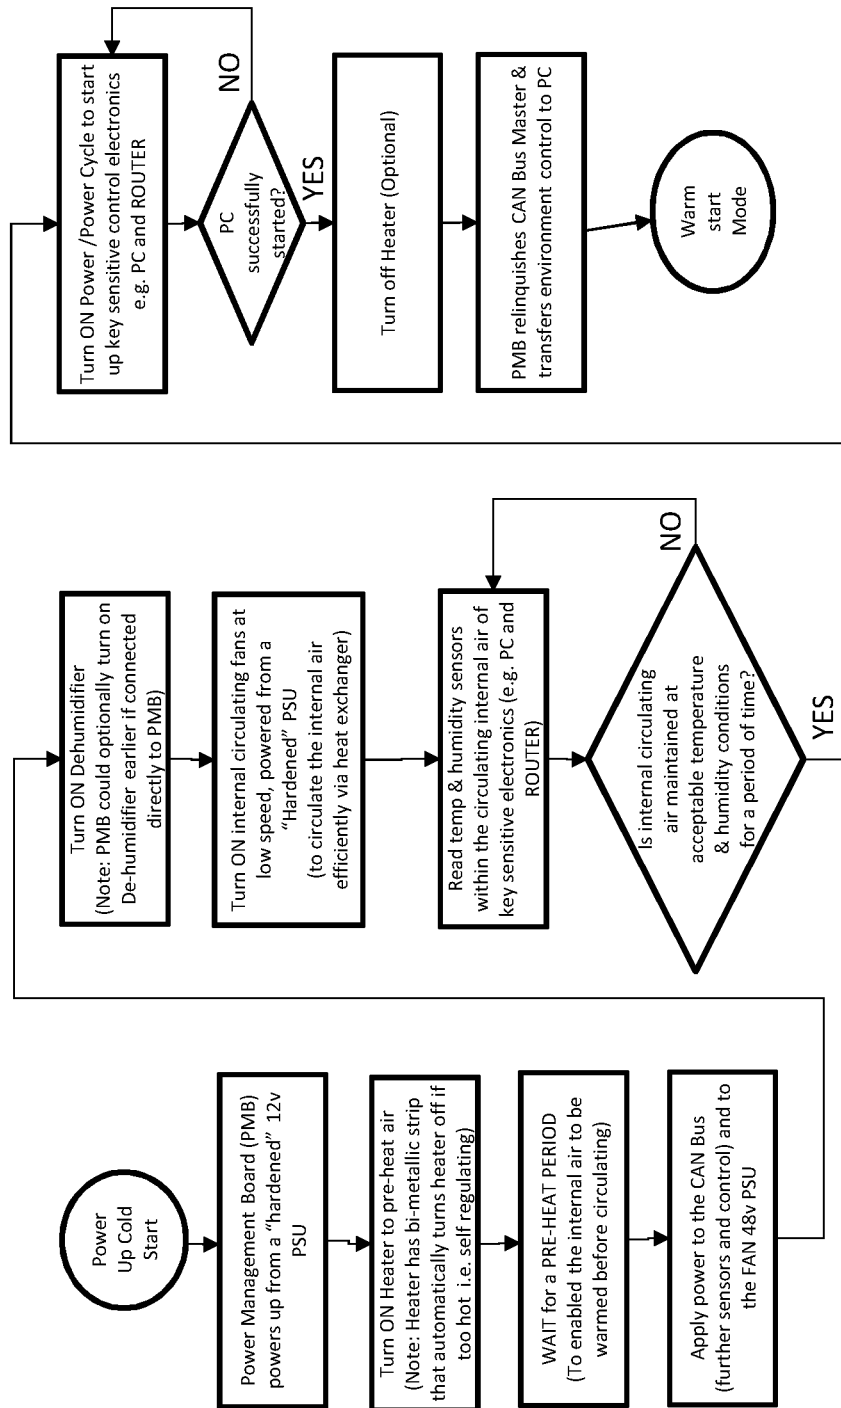 Power
Up Cold
Start
Power Management Board (PMB)
powers up from a “hardened” 12v
PSU
Turn ON Heater to pre-heat air
(Note: Heater has bi-metallic strip
that automatically turns heater off if
too hot i.e. self regulating)
WAIT for a PRE-HEAT PERIOD
(To enabled the internal air to be
warmed before circulating)
Apply power to the CAN Bus
(further sensors and control) and to
the FAN 48v PSU
Turn ON Dehumidifier
(Note: PMB could optionally turn on
De-humidifier earlier if connected
directly to PMB)
Turn ON internal circulating fans at
low speed, powered from a
“Hardened” PSU
(to circulate the internal air
efficiently via heat exchanger)
Read temp & humidity sensors
within the circulating internal air of
key sensitive electronics (e.g. PC and
ROUTER)
Is internal circulating
air maintained at
acceptable temperature
& humidity conditions
for a period of time?
NO
YES
Turn ON Power /Power Cycle to start
up key sensitive control electronics
e.g. PC and ROUTER
PC
successfully
started?
NO
YES
Turn off Heater (Optional)
PMB relinquishes CAN Bus Master &
transfers environment control to PC
Warm
start
Mode